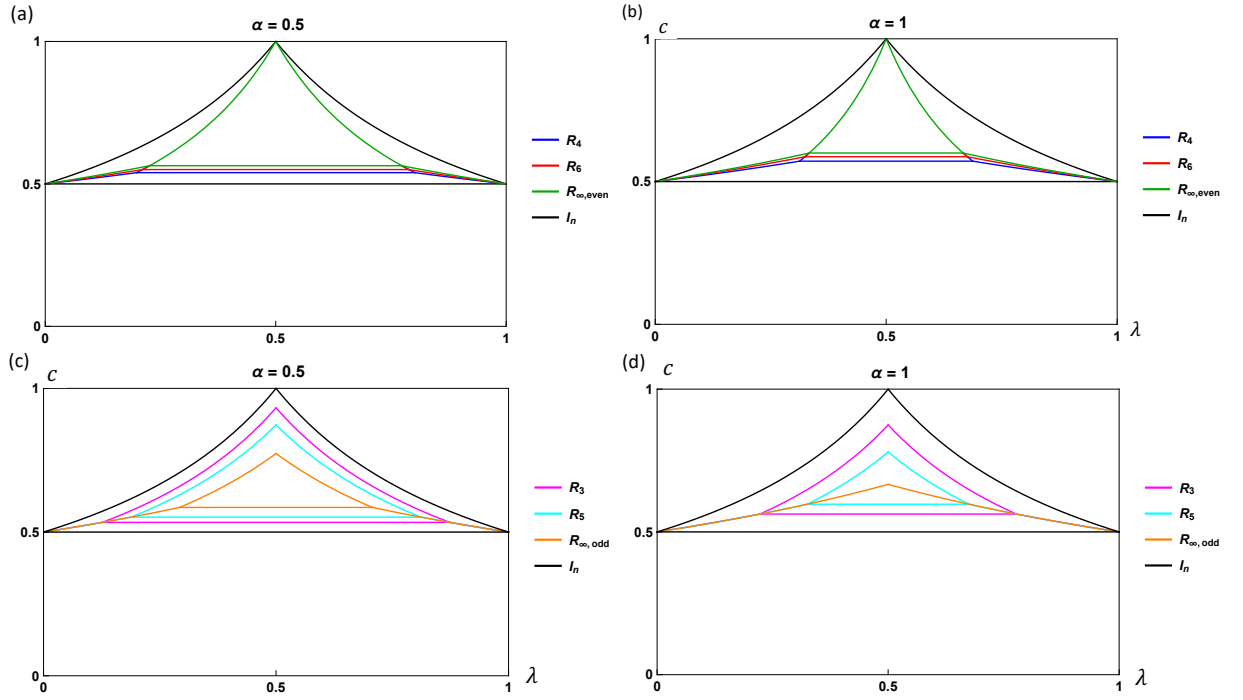 (a)
α = 0.5
1
0.5
0
0
0.5
1
R4
R6
R∞,even
In
(b)
c
α = 1
1
0.5
0
0
0.5
1
λ
R4
R6
R∞,even
In
(c)
c
α = 0.5
1
0.5
0
0
0.5
1
λ
R3
R5
R∞, odd
In
(d)
c
α = 1
1
0.5
0
0
0.5
1
λ
R3
R5
R∞, odd
In